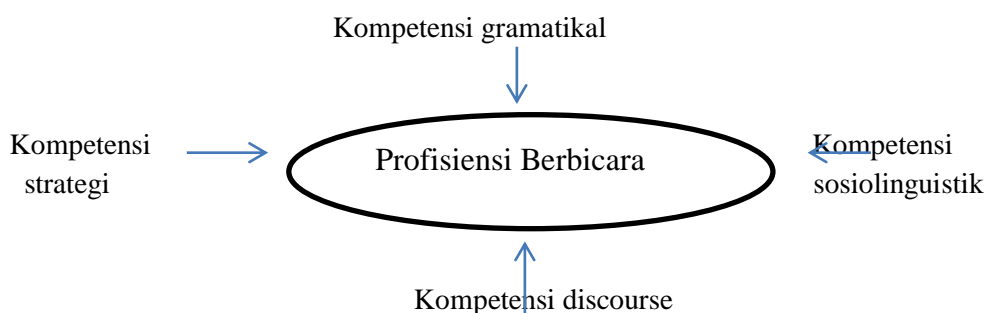 Kompetensi gramatikal
Kompetensi
strategi
Profisiensi Berbicara
Kompetensi
sosiolinguistik
Kompetensi discourse